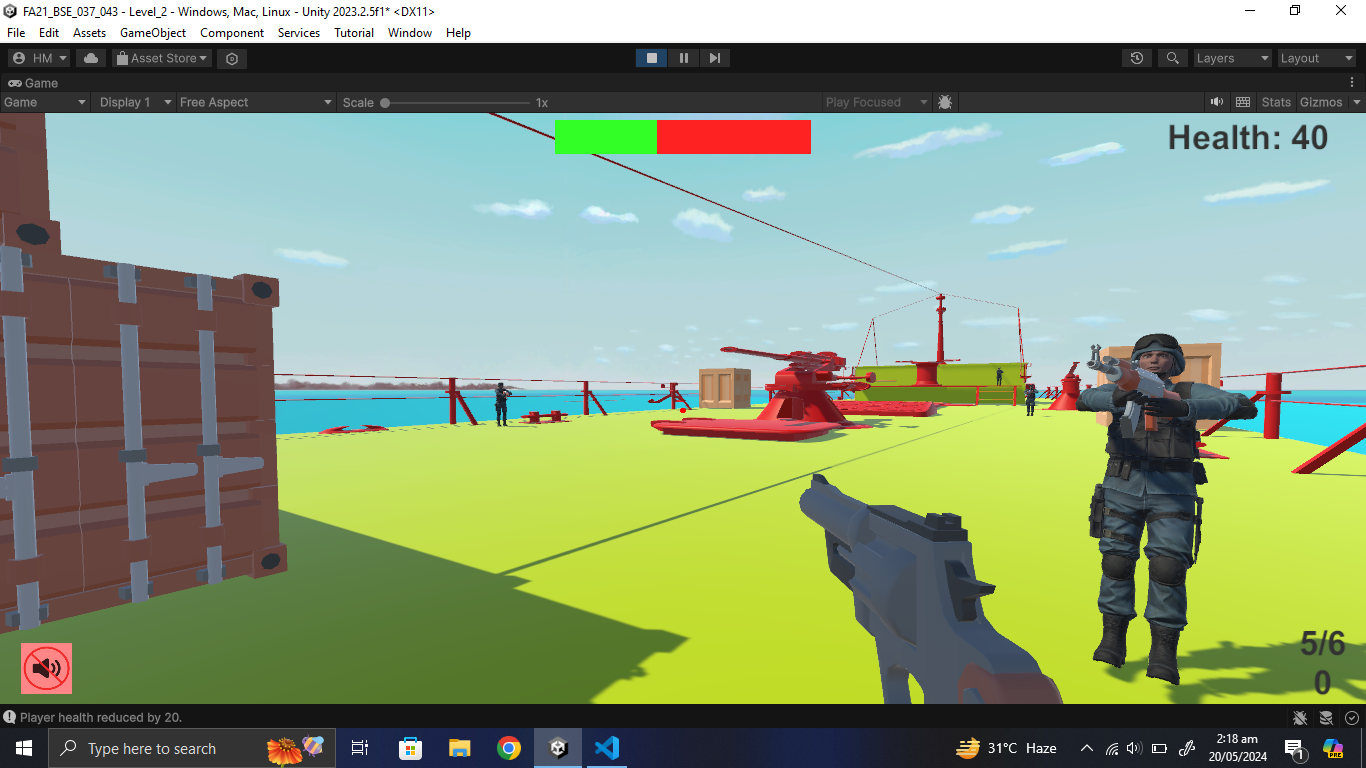 FA21_BSE_037_043 - Level_2 - Windows, Mac, Linux - Unity 2023.2.5f1* <DX11>
File Edit Assets GameObject Component Services Tutorial Window Help
HM Asset Store Layers Layout
Game
Game Display 1 Free Aspect Scale 1x Play Focused Stats Gizmos
Health: 40
5/6
0
Player health reduced by 20.
Type here to search 31°C Haze 2:18 am
20/05/2024 1 PRE